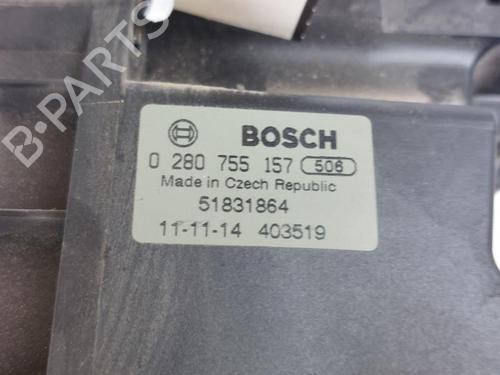 B-PARTS
BOSCH
0 280 755 157 506
Made in Czech Republic
51831864
11-11-14 403519